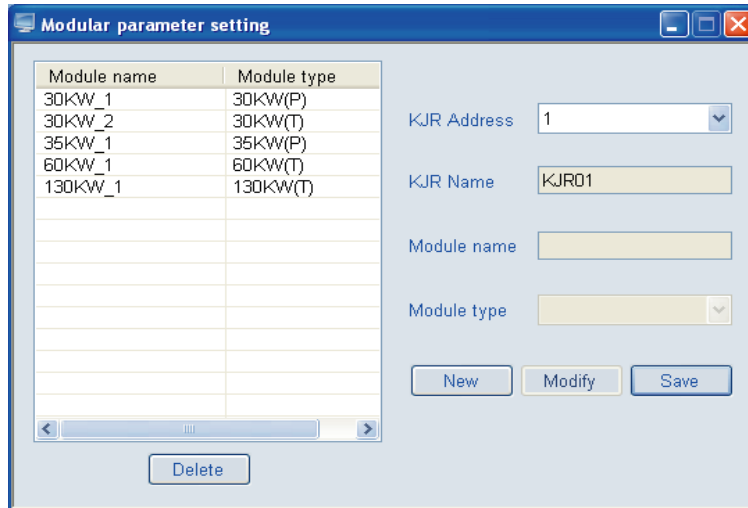 Modular parameter setting
Module name Module type
30KW_1 30KW(P)
30KW_2 30KW(T)
35KW_1 35KW(P)
60KW_1 60KW(T)
130KW_1 130KW(T)
Delete
KJR Address 1
KJR Name KJR01
Module name
Module type
New Modify Save